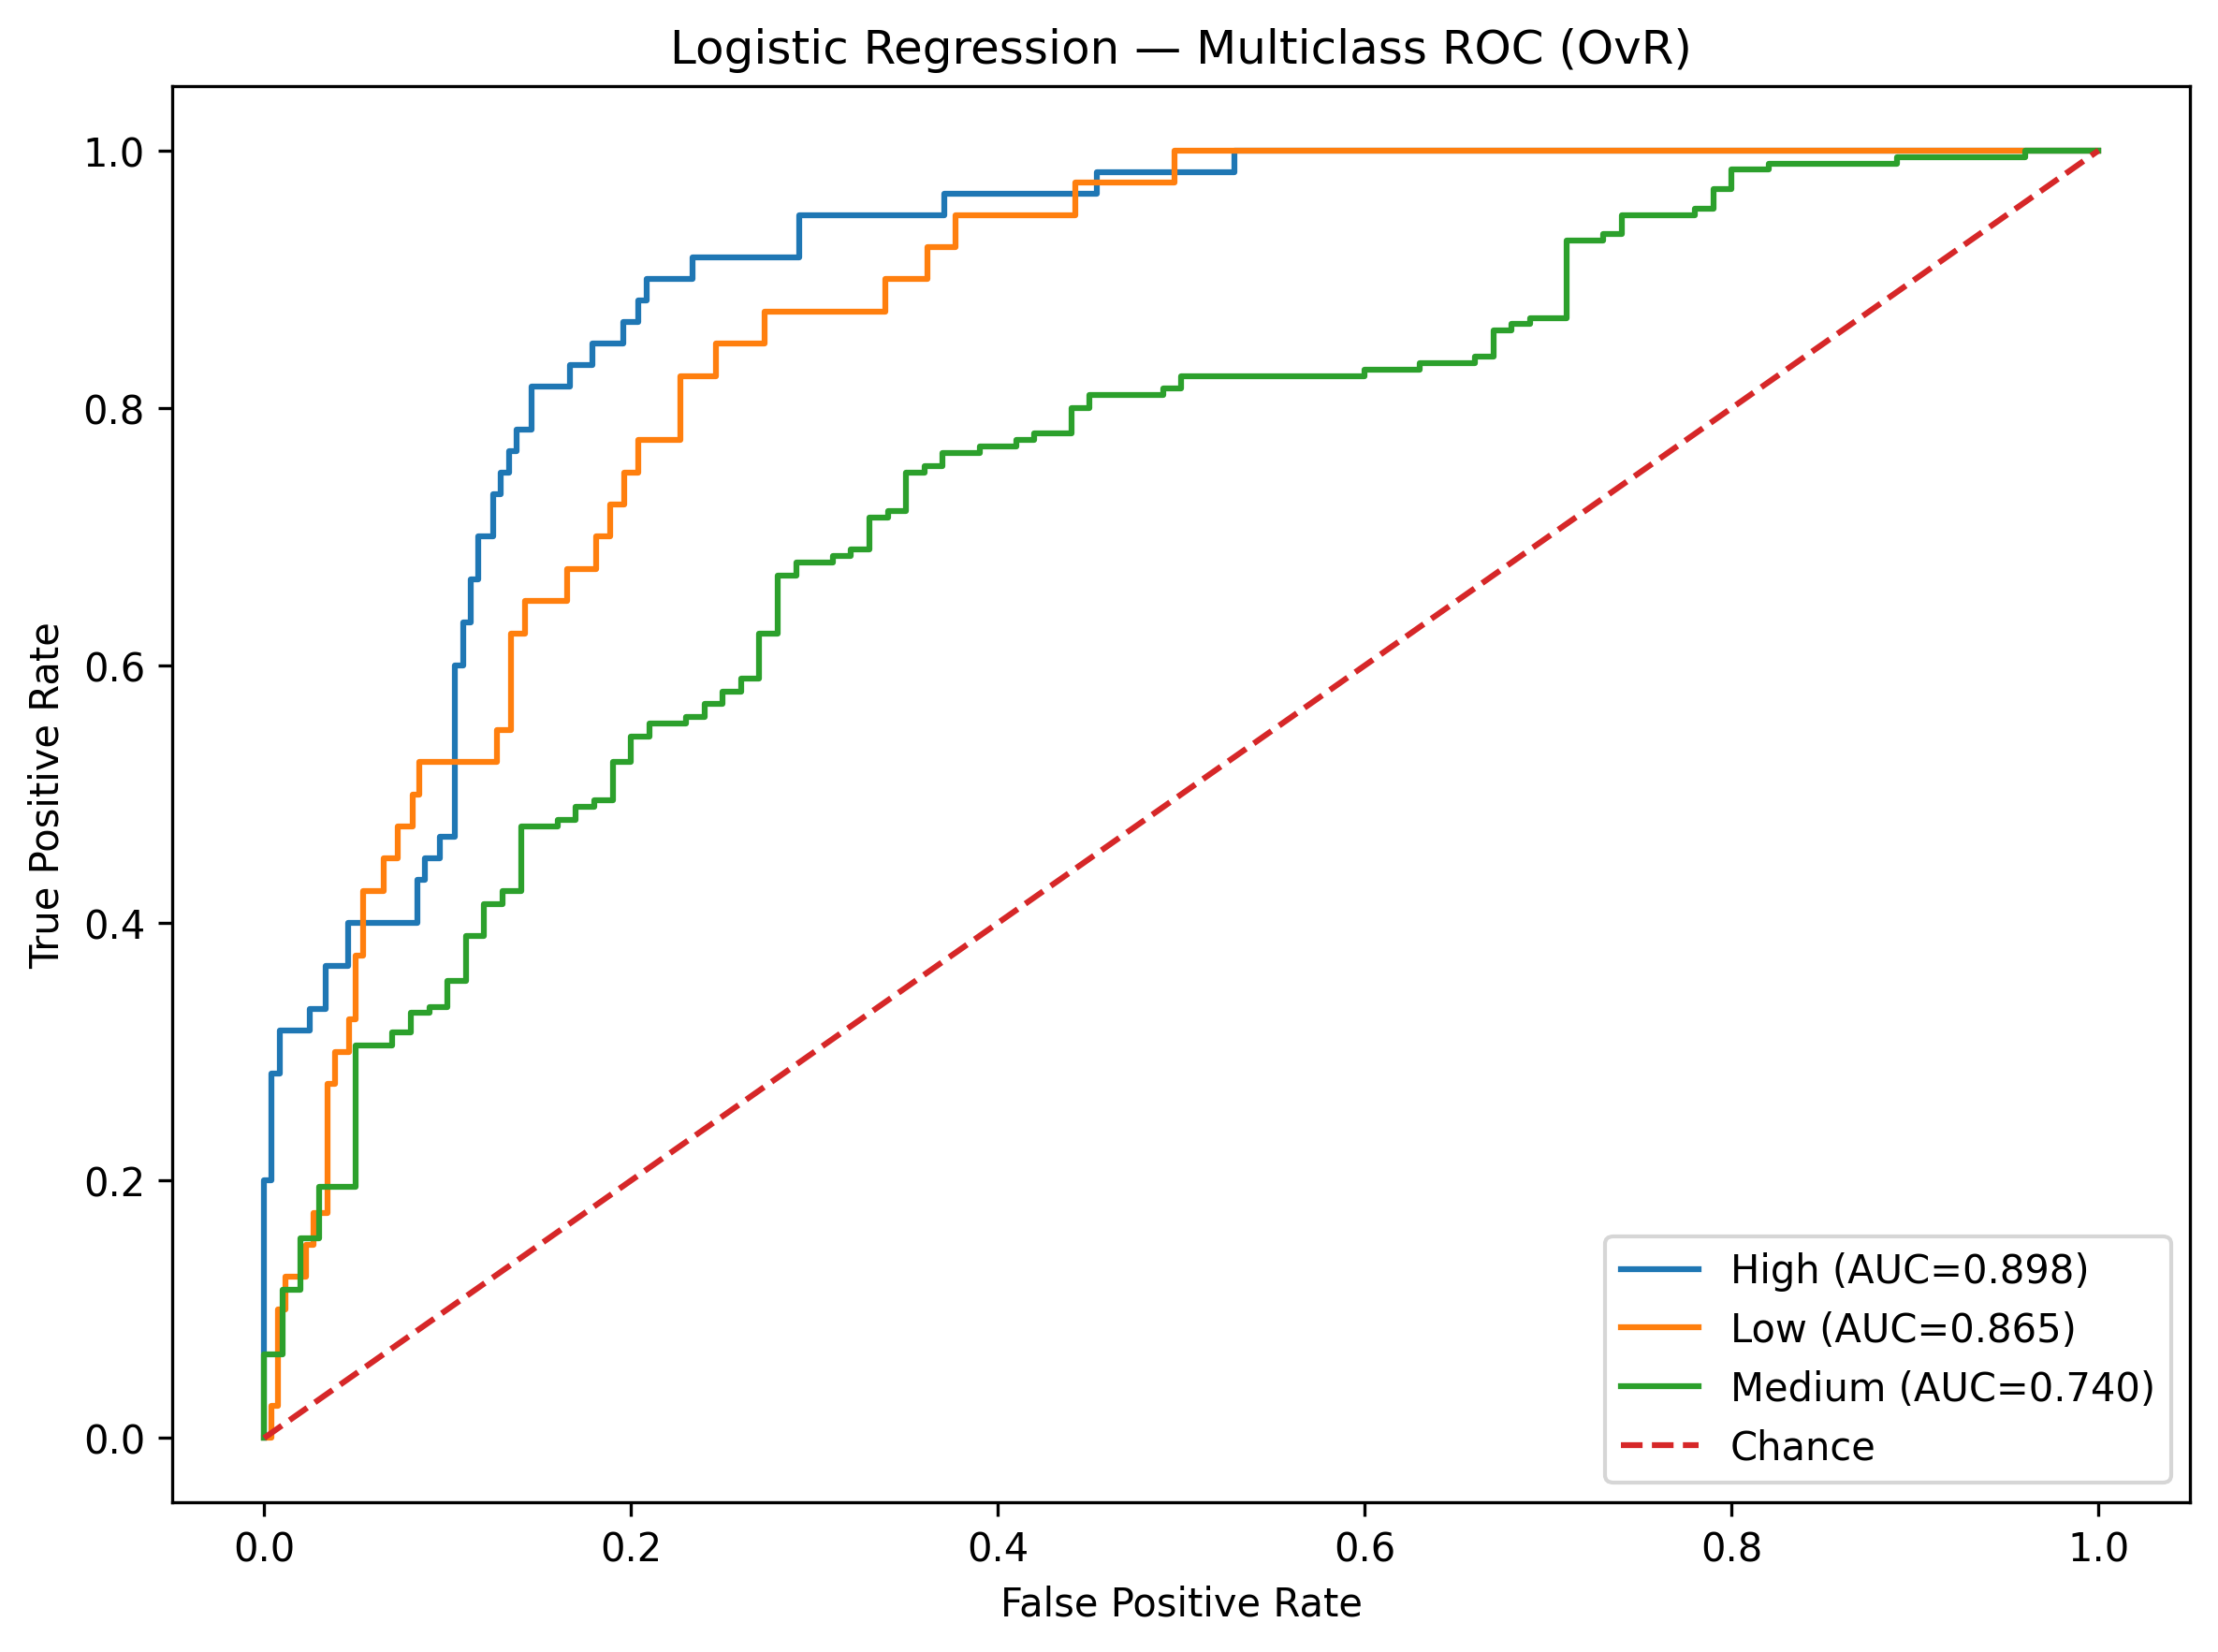 Logistic Regression — Multiclass ROC (OvR)
True Positive Rate
1.0
0.8
0.6
0.4
0.2
0.0
High (AUC=0.898)
Low (AUC=0.865)
Medium (AUC=0.740)
Chance
0.0 0.2 0.4 0.6 0.8 1.0
False Positive Rate